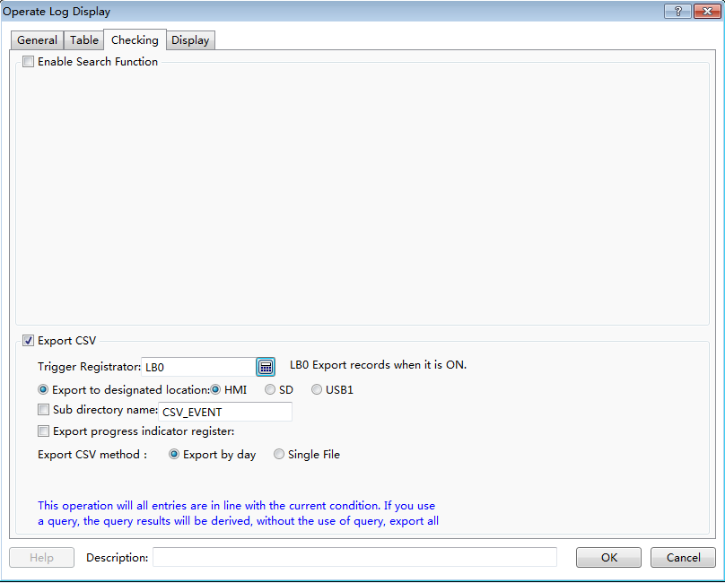 Operate Log Display
General Table Checking Display
Enable Search Function
Export CSV
Trigger Registrator: LB0 LB0 Export records when it is ON.
Export to designated location: HMI SD USB1
Sub directory name: CSV_EVENT
Export progress indicator register:
Export CSV method : Export by day Single File
This operation will all entries are in line with the current condition. If you use
a query, the query results will be derived, without the use of query, export all
Help Description: OK Cancel